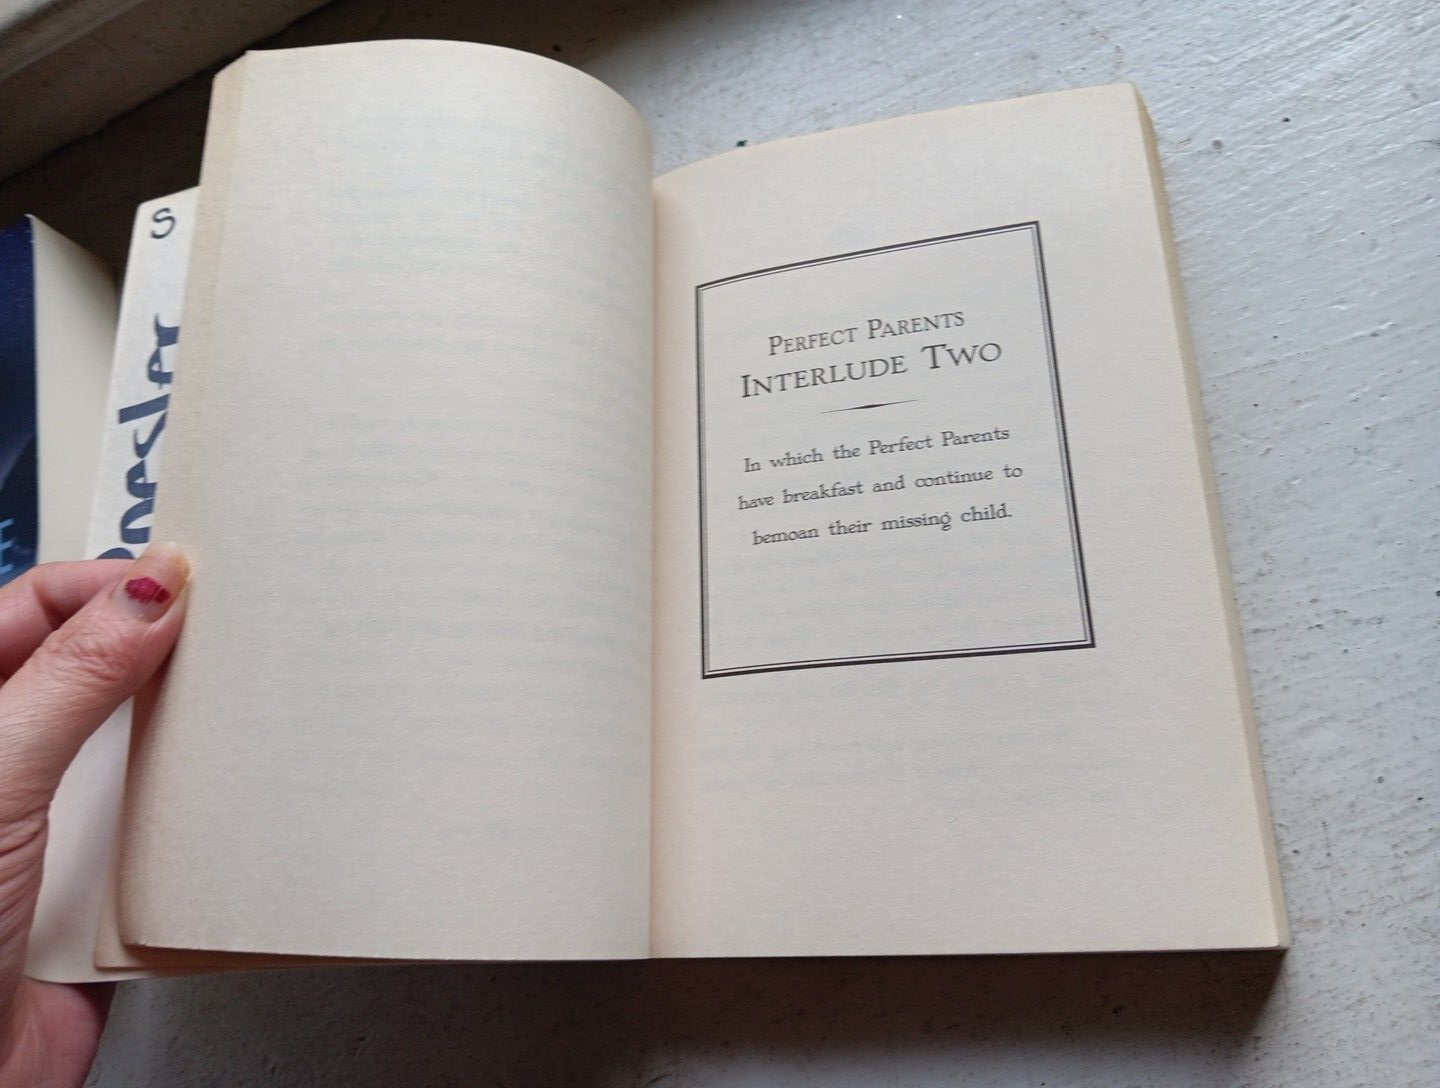 S
PERFECT PARENTS
INTERLUDE TWO
In which the Perfect Parents
have breakfast and continue to
bemoan their missing child.